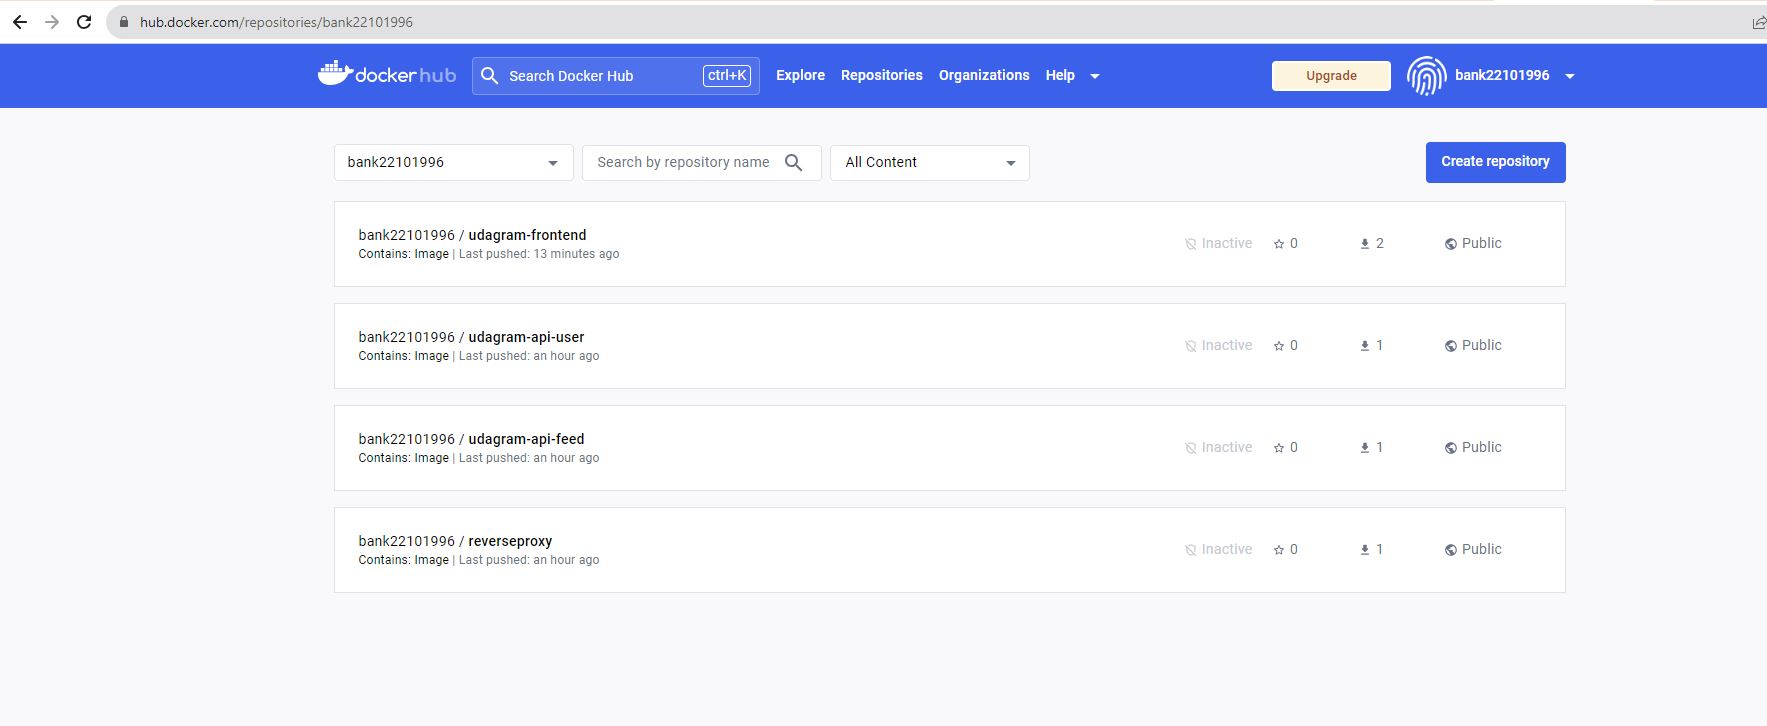 hub.docker.com/repositories/bank22101996
docker hub Search Docker Hub ctrl+K Explore Repositories Organizations Help Upgrade bank22101996
bank22101996 Search by repository name All Content Create repository
bank22101996 / udagram-frontend
Contains: Image | Last pushed: 13 minutes ago
Inactive 0 2 Public
bank22101996 / udagram-api-user
Contains: Image | Last pushed: an hour ago
Inactive 0 1 Public
bank22101996 / udagram-api-feed
Contains: Image | Last pushed: an hour ago
Inactive 0 1 Public
bank22101996 / reverseproxy
Contains: Image | Last pushed: an hour ago
Inactive 0 1 Public